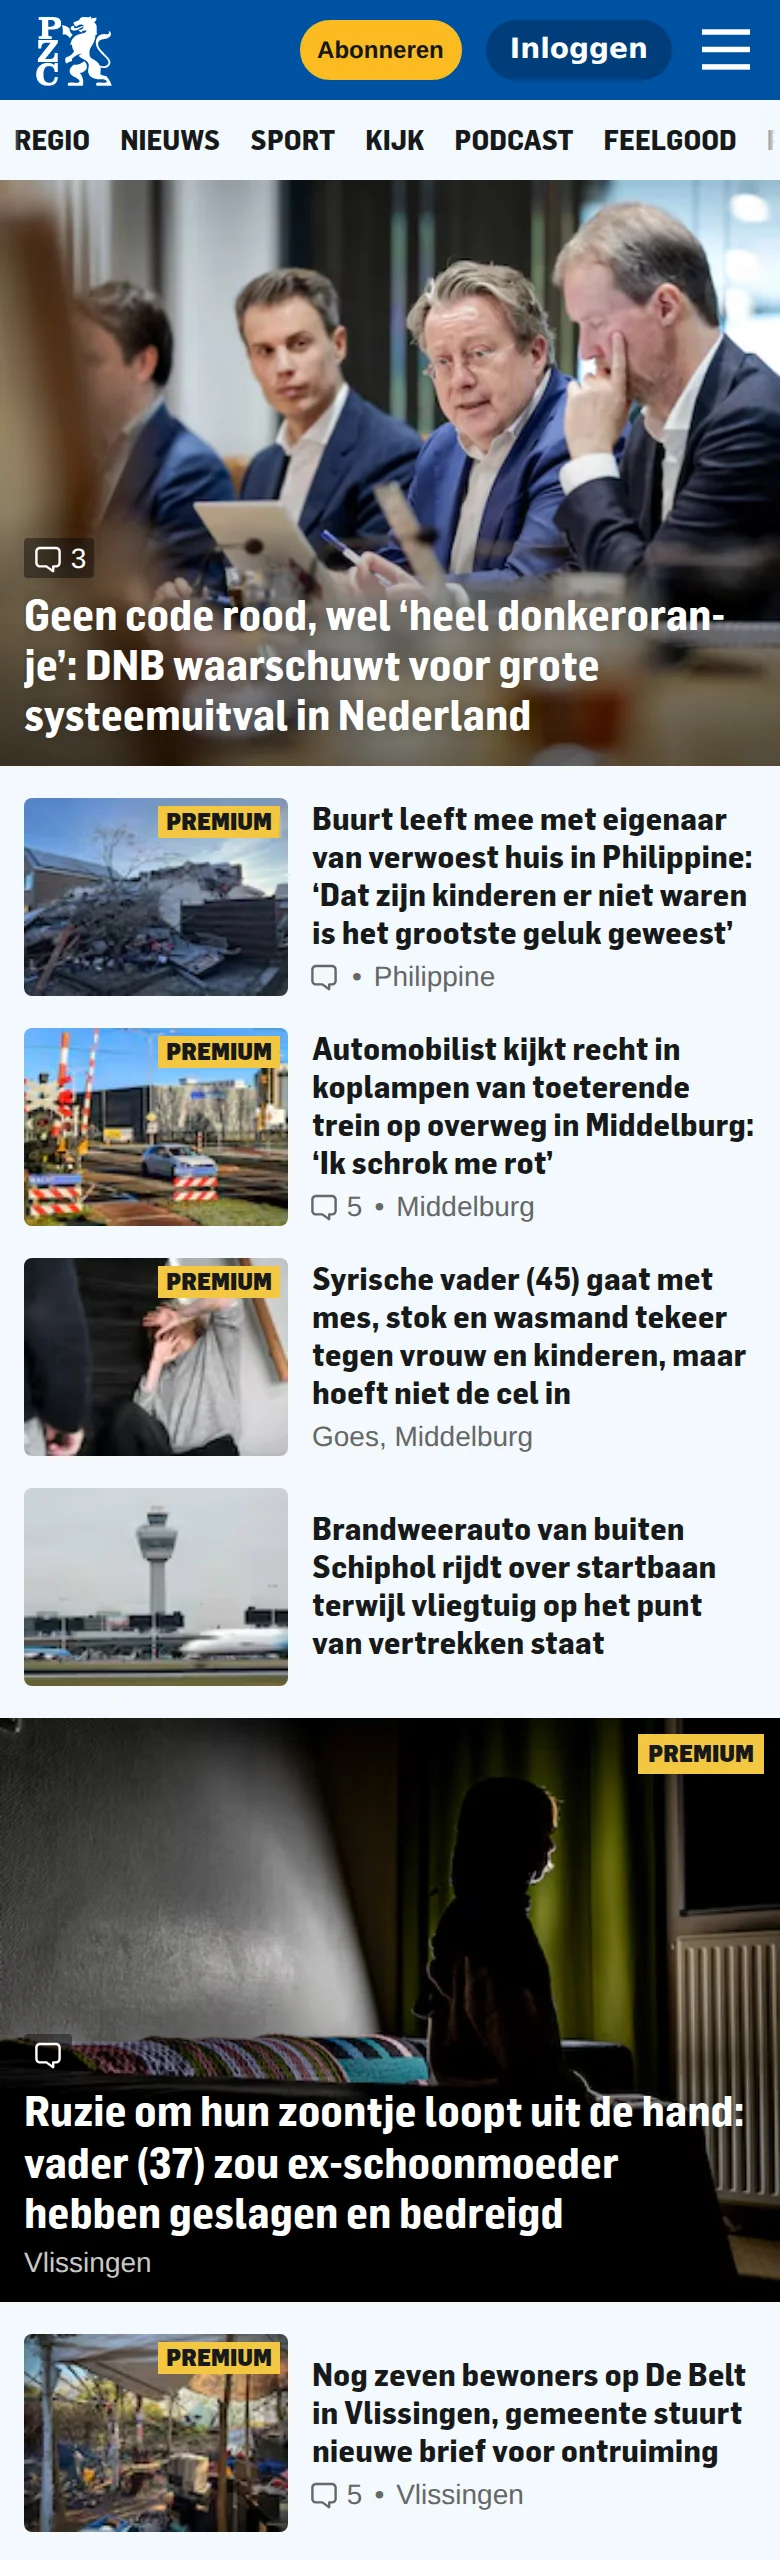 PZC
Abonneren
Inloggen
REGIO NIEUWS SPORT KIJK PODCAST FEELGOOD
3
Geen code rood, wel ‘heel donkeroran-
je’: DNB waarschuwt voor grote
systeemuitval in Nederland
PREMIUM
Buurt leeft mee met eigenaar
van verwoest huis in Philippine:
‘Dat zijn kinderen er niet waren
is het grootste geluk geweest’
• Philippine
PREMIUM
Automobilist kijkt recht in
koplampen van toeterende
trein op overweg in Middelburg:
‘Ik schrok me rot’
5 • Middelburg
PREMIUM
Syrische vader (45) gaat met
mes, stok en wasmand tekeer
tegen vrouw en kinderen, maar
hoeft niet de cel in
Goes, Middelburg
Brandweerauto van buiten
Schiphol rijdt over startbaan
terwijl vliegtuig op het punt
van vertrekken staat
PREMIUM
Ruzie om hun zoontje loopt uit de hand:
vader (37) zou ex-schoonmoeder
hebben geslagen en bedreigd
Vlissingen
PREMIUM
Nog zeven bewoners op De Belt
in Vlissingen, gemeente stuurt
nieuwe brief voor ontruiming
5 • Vlissingen